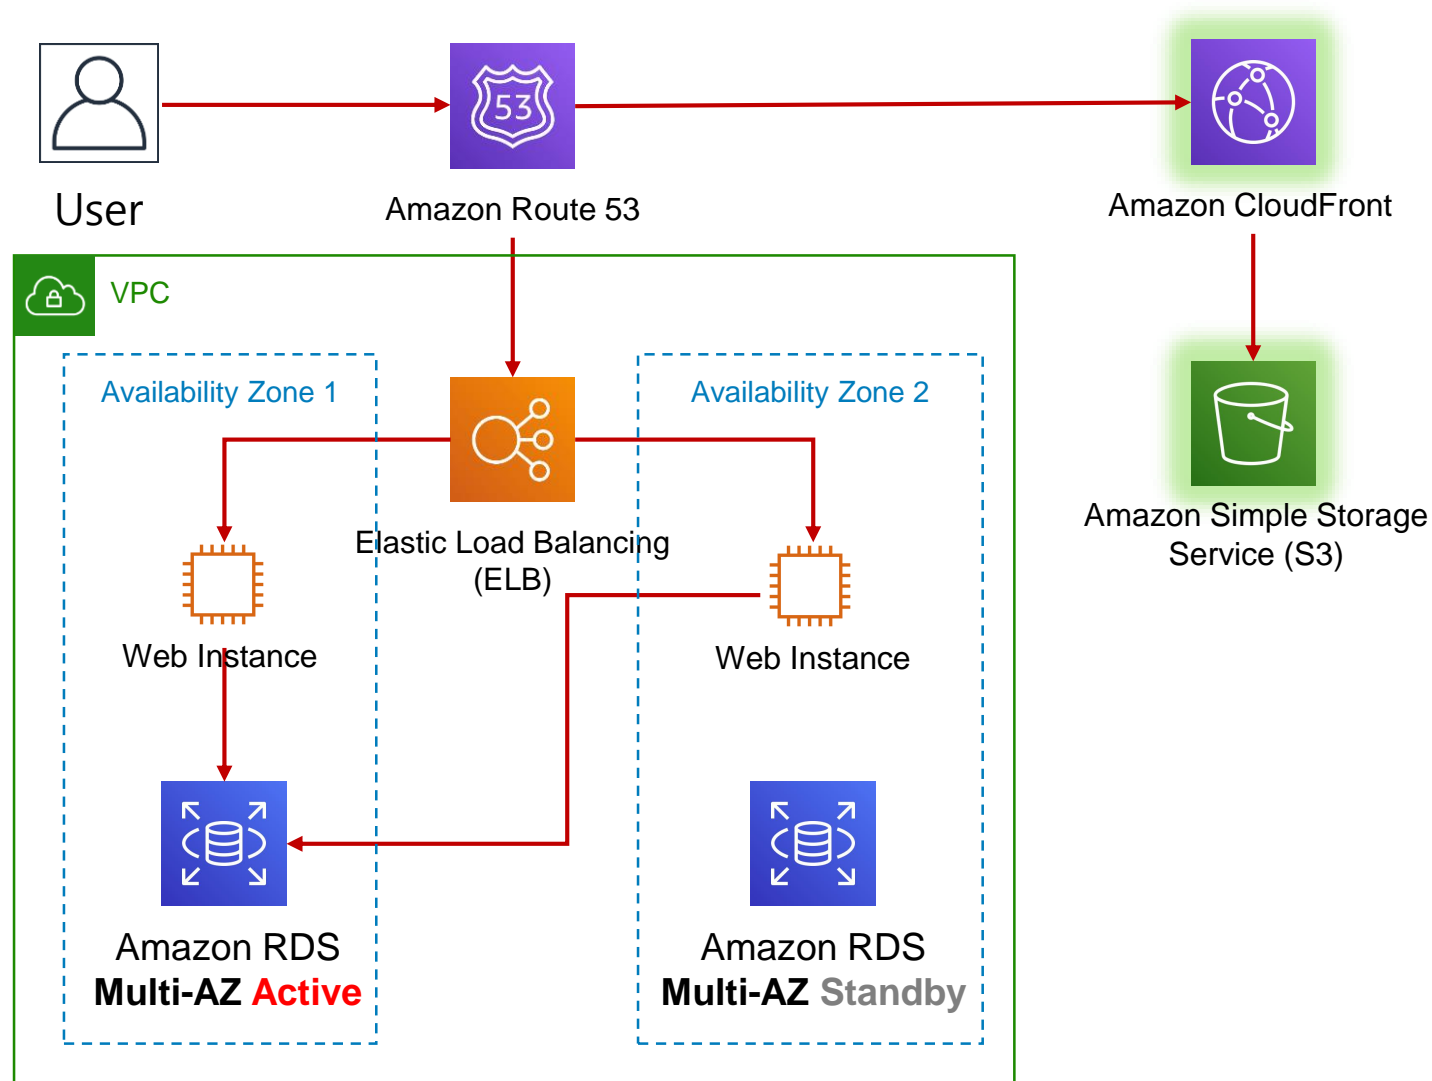 53
User
Amazon Route 53
Amazon CloudFront
VPC
Availability Zone 1
Availability Zone 2
Elastic Load Balancing
(ELB)
Amazon Simple Storage
Service (S3)
Web Instance
Web Instance
Amazon RDS
Multi-AZ Active
Amazon RDS
Multi-AZ Standby